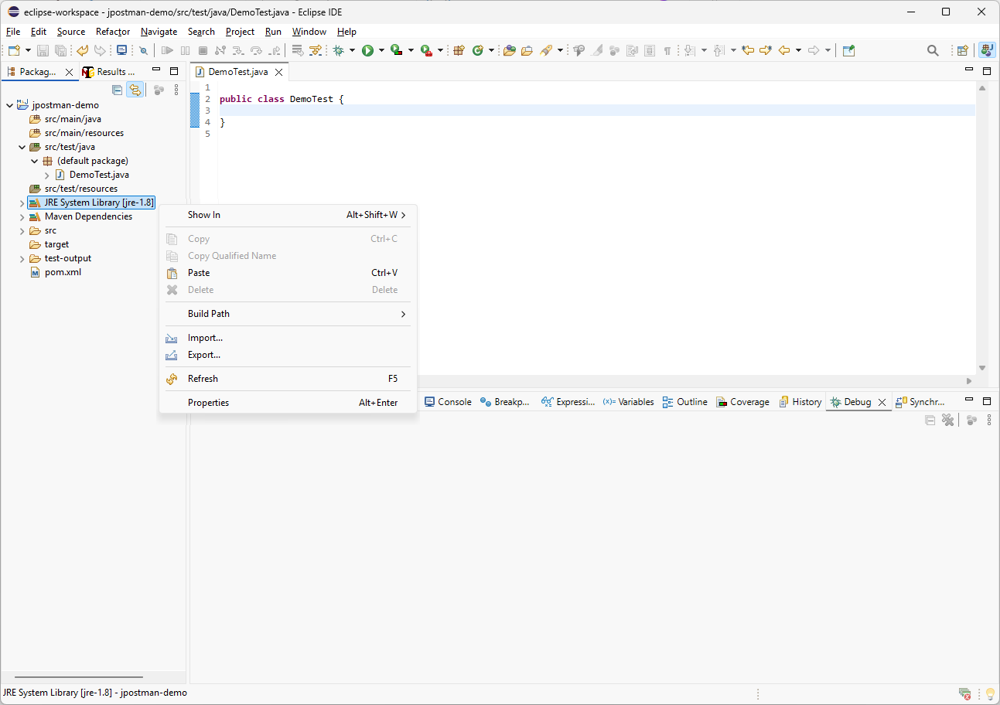 eclipse-workspace - jpostman-demo/src/test/java/DemoTest.java - Eclipse IDE
File Edit Source Refactor Navigate Search Project Run Window Help
Packag... Results ... DemoTest.java
1
2 public class DemoTest {
3
4 }
5
jpostman-demo
src/main/java
src/main/resources
src/test/java
(default package)
DemoTest.java
src/test/resources
JRE System Library [jre-1.8]
Maven Dependencies
src
target
test-output
pom.xml
Show In Alt+Shift+W
Copy Ctrl+C
Copy Qualified Name
Paste Ctrl+V
Delete Delete
Build Path
Import...
Export...
Refresh F5
Properties Alt+Enter
Console Breakp... Expressi... (x)= Variables Outline Coverage History Debug Synchr...
JRE System Library [jre-1.8] - jpostman-demo